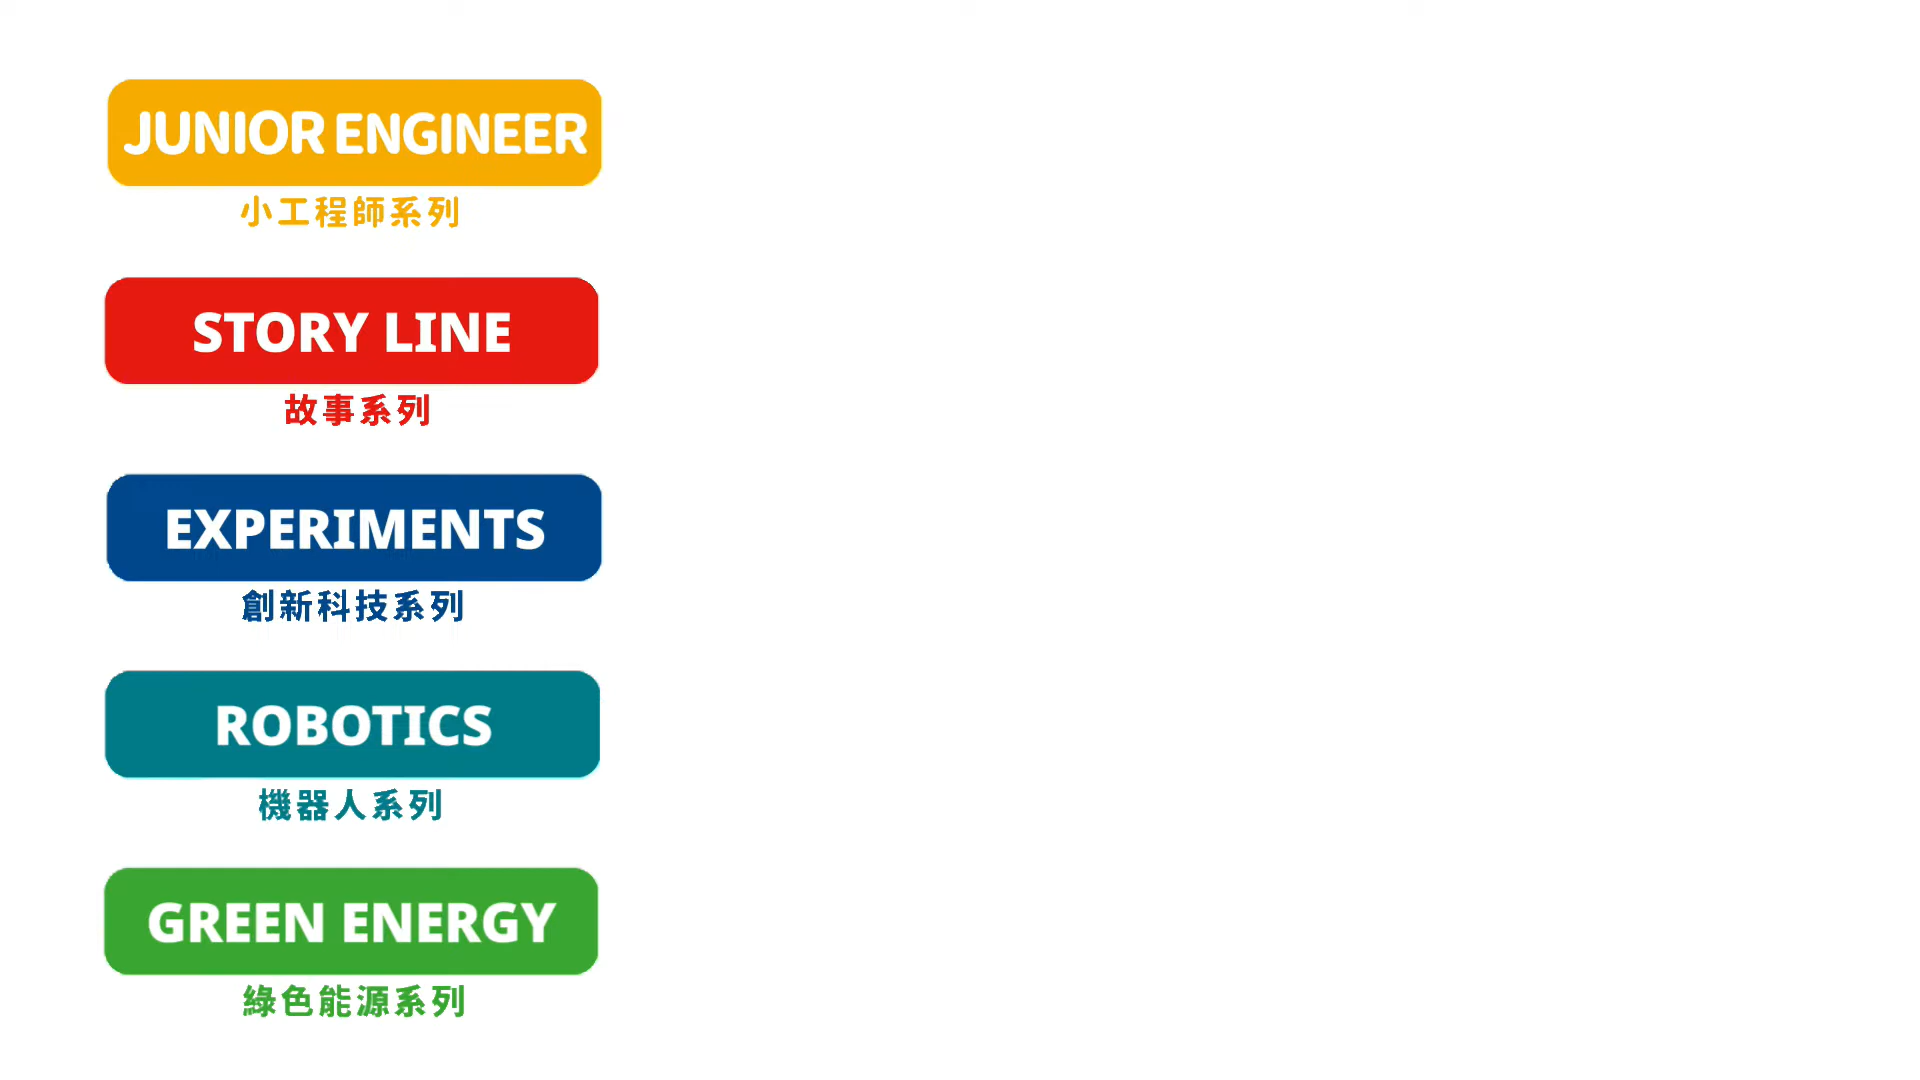 JUNIOR ENGINEER
小工程師系列
STORY LINE
故事系列
EXPERIMENTS
創新科技系列
ROBOTICS
機器人系列
GREEN ENERGY
綠色能源系列